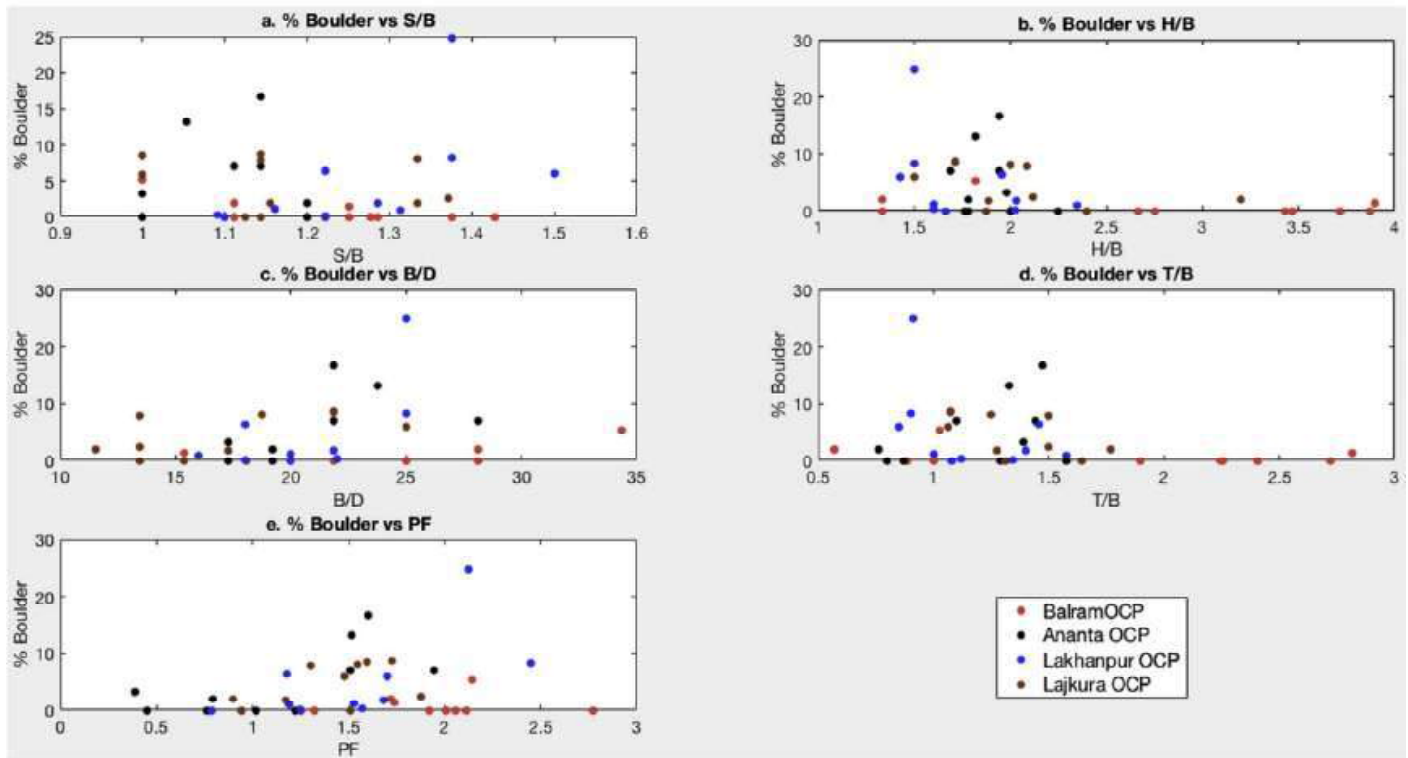 a. % Boulder vs S/B
25
20
15
10
5
0
% Boulder
0.9 1 1.1 1.2 1.3 1.4 1.5 1.6
S/B
b. % Boulder vs H/B
30
20
10
0
% Boulder
1 1.5 2 2.5 3 3.5 4
H/B
c. % Boulder vs B/D
30
20
10
0
% Boulder
10 15 20 25 30 35
B/D
d. % Boulder vs T/B
30
20
10
0
% Boulder
0.5 1 1.5 2 2.5 3
T/B
e. % Boulder vs PF
30
20
10
0
% Boulder
0 0.5 1 1.5 2 2.5 3
PF
BalramOCP
Ananta OCP
Lakhanpur OCP
Lajkura OCP